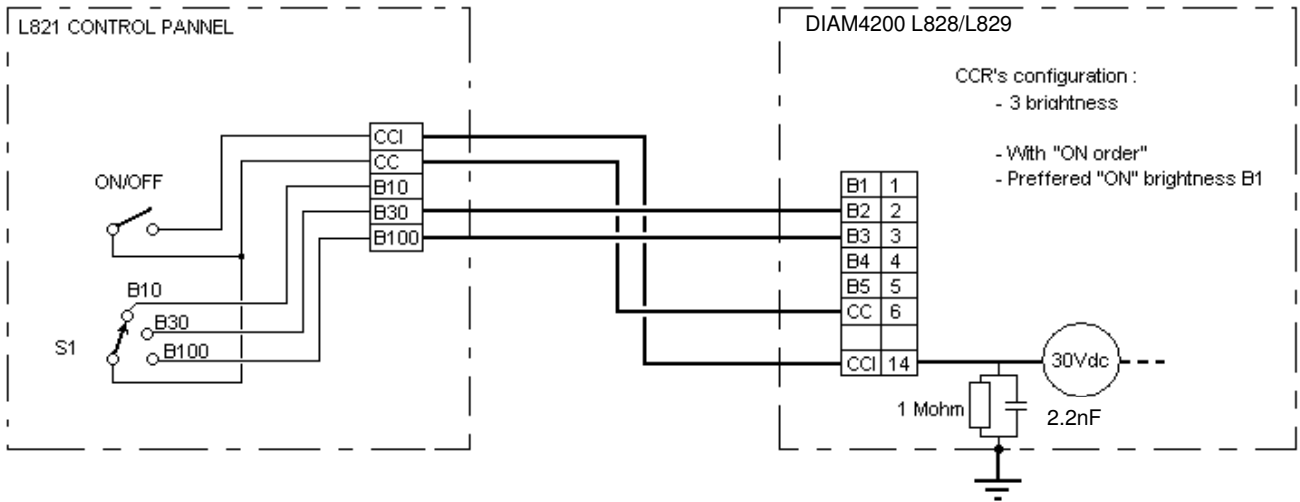 L821 CONTROL PANNEL
ON/OFF
CCI
CC
B10
B30
B100
B10
B30
B100
S1
DIAM4200 L828/L829
CCR's configuration :
- 3 brightness
- With "ON order"
- Preffered "ON" brightness B1
B1 1
B2 2
B3 3
B4 4
B5 5
CC 6
CCI 14
30Vdc
1 Mohm
2.2nF